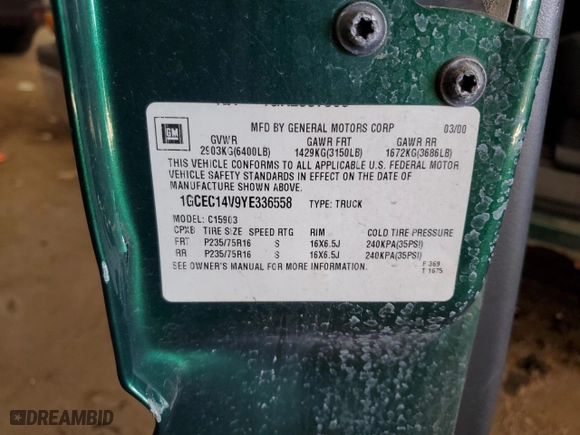 GM
MFD BY GENERAL MOTORS CORP 03/00
GVWR GAWR FRT GAWR RR
2903KG(6400LB) 1429KG(3150LB) 1672KG(3686LB)
THIS VEHICLE CONFORMS TO ALL APPLICABLE U.S. FEDERAL MOTOR
VEHICLE SAFETY STANDARDS IN EFFECT ON THE DATE OF
MANUFACTURE SHOWN ABOVE.
1GCEC14V9YE336558 TYPE: TRUCK
MODEL: C15903
CPXB TIRE SIZE SPEED RTG RIM COLD TIRE PRESSURE
FRT P235/75R16 S 16X6.5J 240KPA(35PSI)
RR P235/75R16 S 16X6.5J 240KPA(35PSI)
SEE OWNER'S MANUAL FOR MORE INFORMATION.
F 369
T 1675
DREAMBID